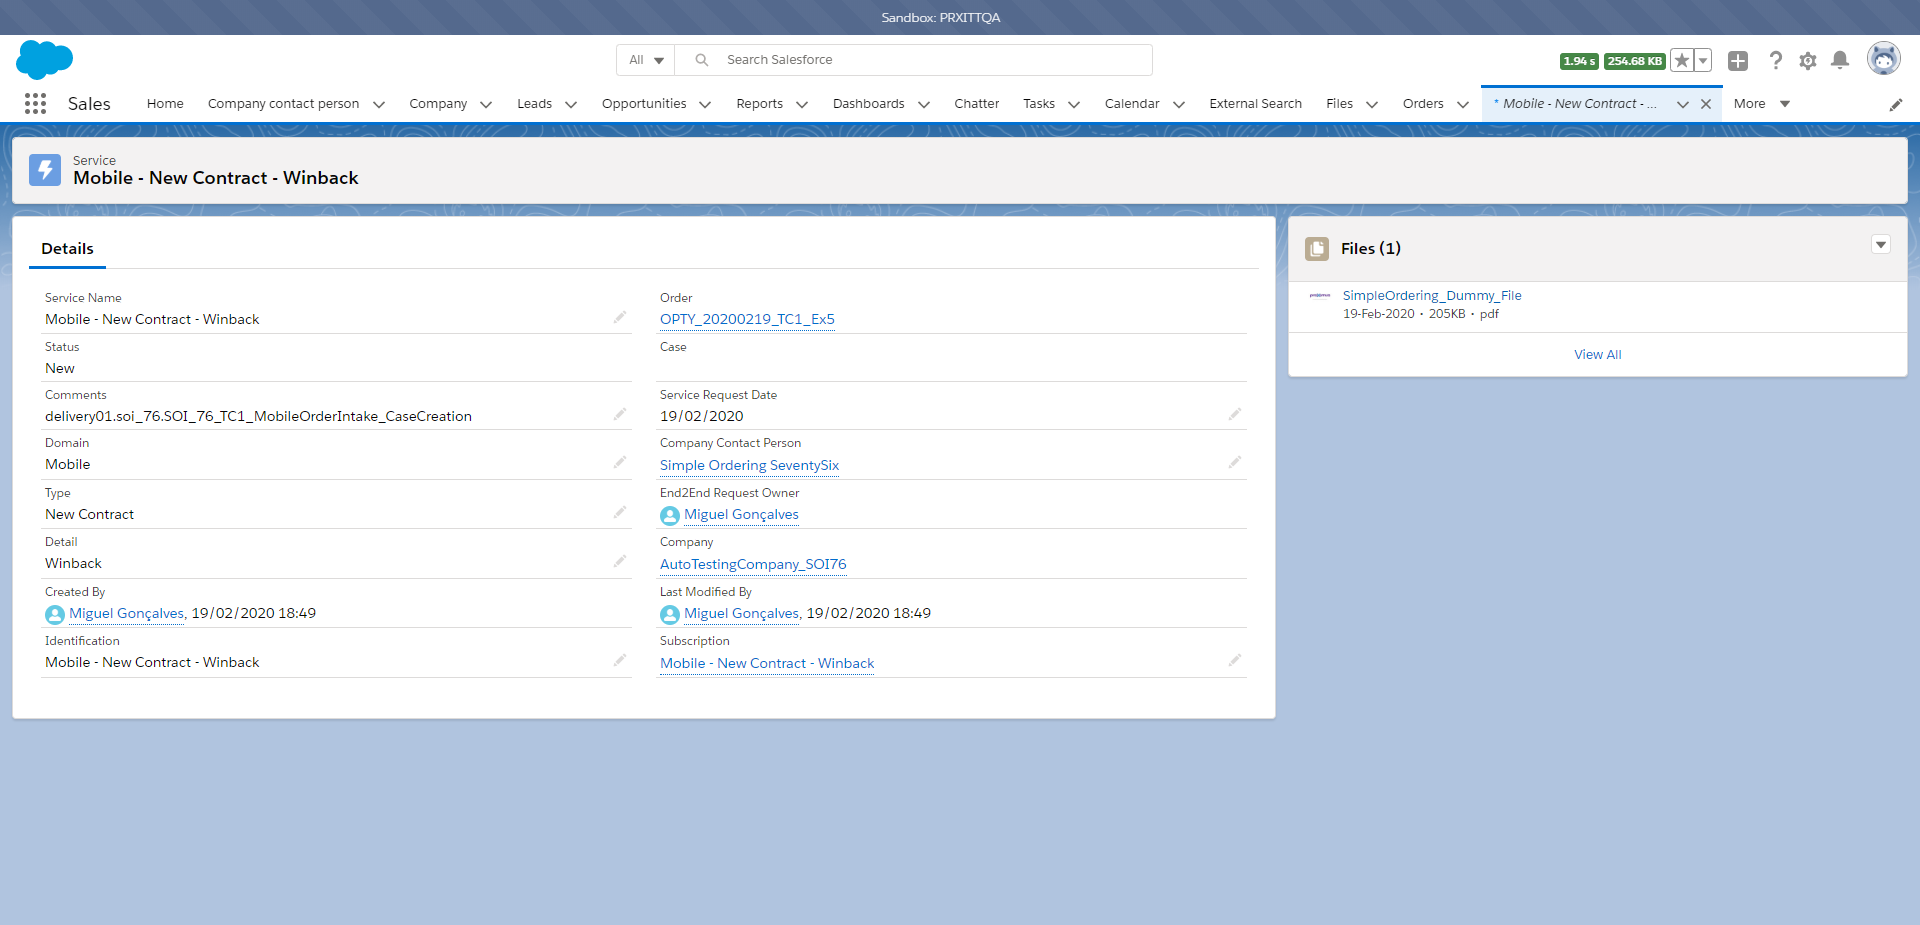 Sandbox: PRXITTQA
All
Search Salesforce
1.94 s
254.68 KB
Sales
Home
Company contact person
Company
Leads
Opportunities
Reports
Dashboards
Chatter
Tasks
Calendar
External Search
Files
Orders
* Mobile - New Contract - ...
More
Service
Mobile - New Contract - Winback
Details
Service Name
Mobile - New Contract - Winback
Order
OPTY_20200219_TC1_Ex5
Status
New
Case
Comments
delivery01.soi_76.SOI_76_TC1_MobileOrderIntake_CaseCreation
Service Request Date
19/02/2020
Domain
Mobile
Company Contact Person
Simple Ordering SeventySix
Type
New Contract
End2End Request Owner
Miguel Gonçalves
Detail
Winback
Company
AutoTestingCompany_SOI76
Created By
Miguel Gonçalves, 19/02/2020 18:49
Last Modified By
Miguel Gonçalves, 19/02/2020 18:49
Identification
Mobile - New Contract - Winback
Subscription
Mobile - New Contract - Winback
Files (1)
SimpleOrdering_Dummy_File
19-Feb-2020 • 205KB • pdf
View All